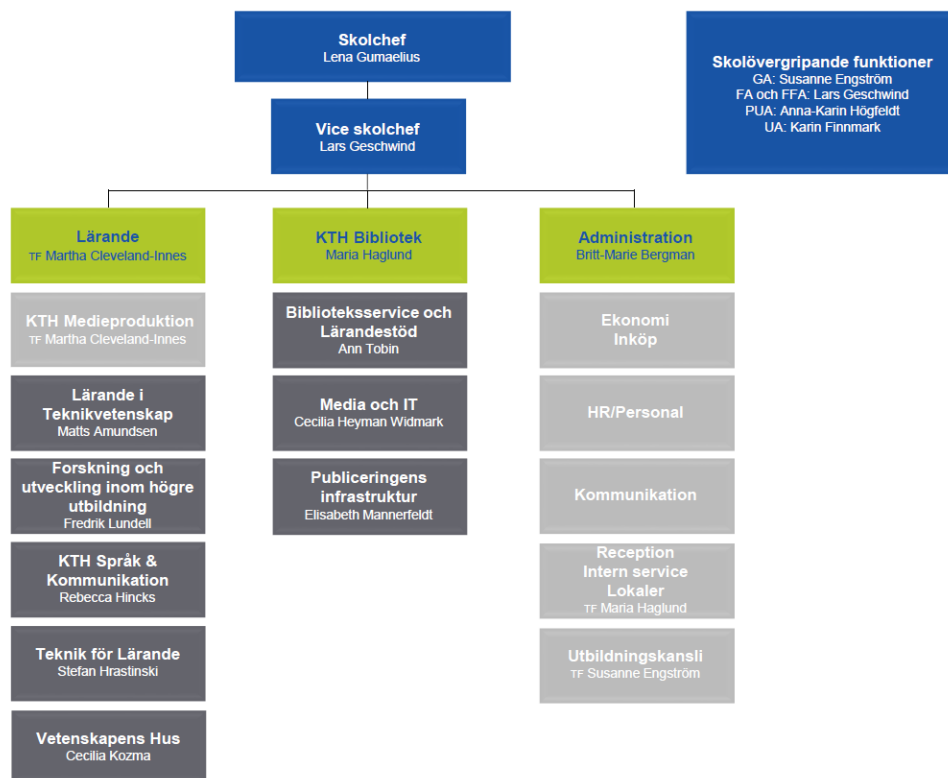 Skolchef
Lena Gumaelius
Skolövergripande funktioner
GA: Susanne Engström
FA och FFA: Lars Geschwind
PUA: Anna-Karin Högfeldt
UA: Karin Finnmark
Vice skolchef
Lars Geschwind
Lärande
TF Martha Cleveland-Innes
KTH Medieproduktion
TF Martha Cleveland-Innes
Lärande i
Teknikvetenskap
Matts Amundsen
Forskning och
utveckling inom högre
utbildning
Fredrik Lundell
KTH Språk &
Kommunikation
Rebecca Hincks
Teknik för Lärande
Stefan Hrastinski
Vetenskapens Hus
Cecilia Kozma
KTH Bibliotek
Maria Haglund
Biblioteksservice och
Lärandestöd
Ann Tobin
Media och IT
Cecilia Heyman Widmark
Publiceringens
infrastruktur
Elisabeth Mannerfeldt
Administration
Britt-Marie Bergman
Ekonomi
Inköp
HR/Personal
Kommunikation
Reception
Intern service
Lokaler
TF Maria Haglund
Utbildningskansli
TF Susanne Engström